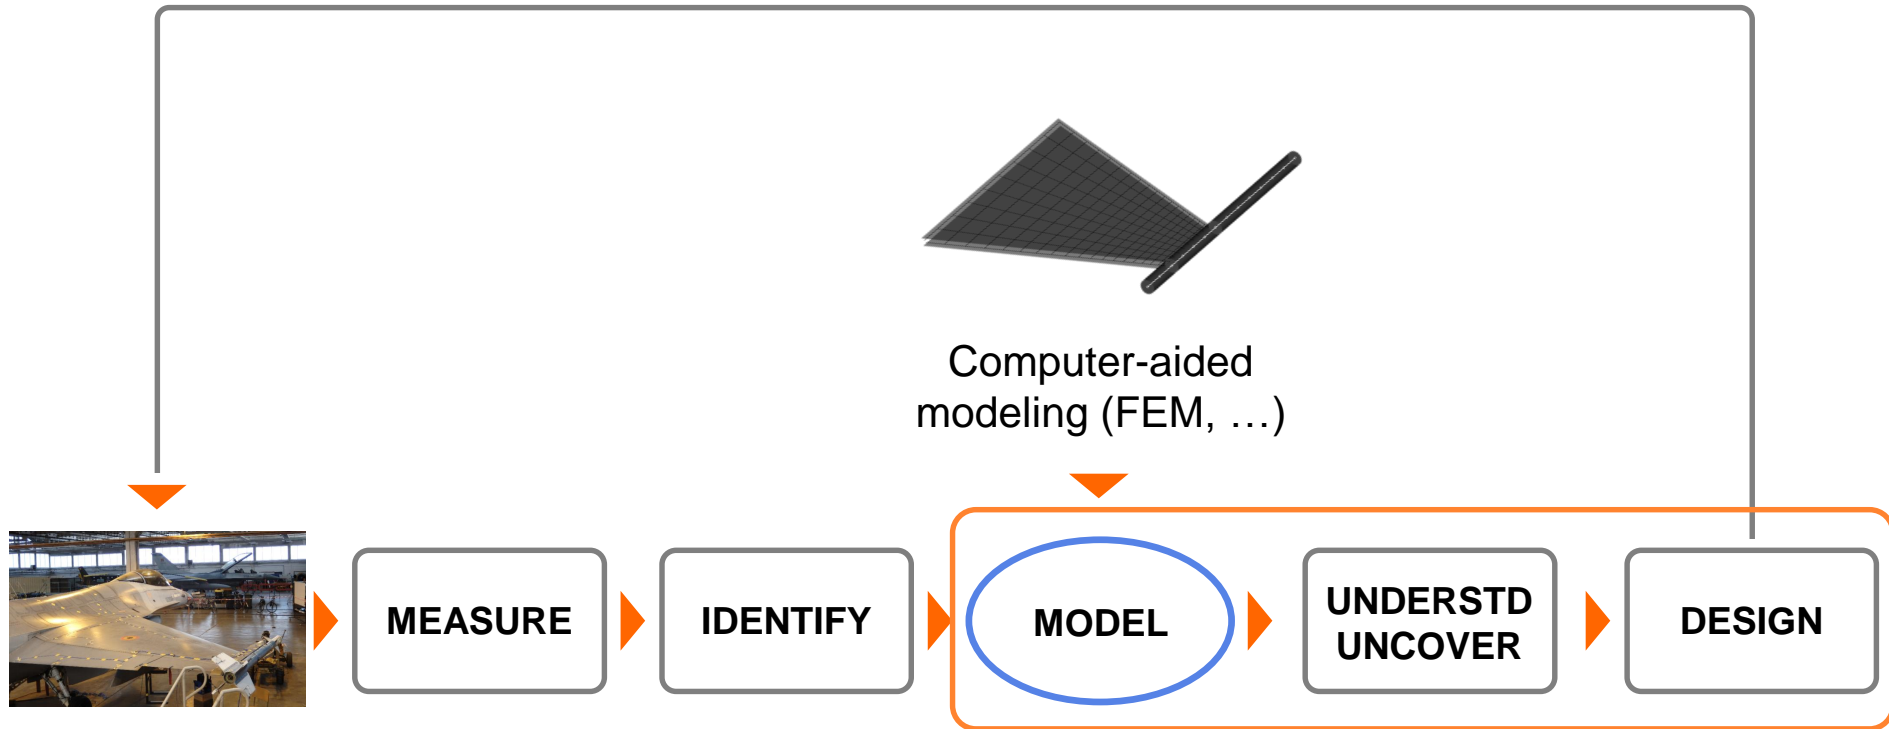 Computer-aided
modeling (FEM, …)
MEASURE
IDENTIFY
MODEL
UNDERSTD
UNCOVER
DESIGN